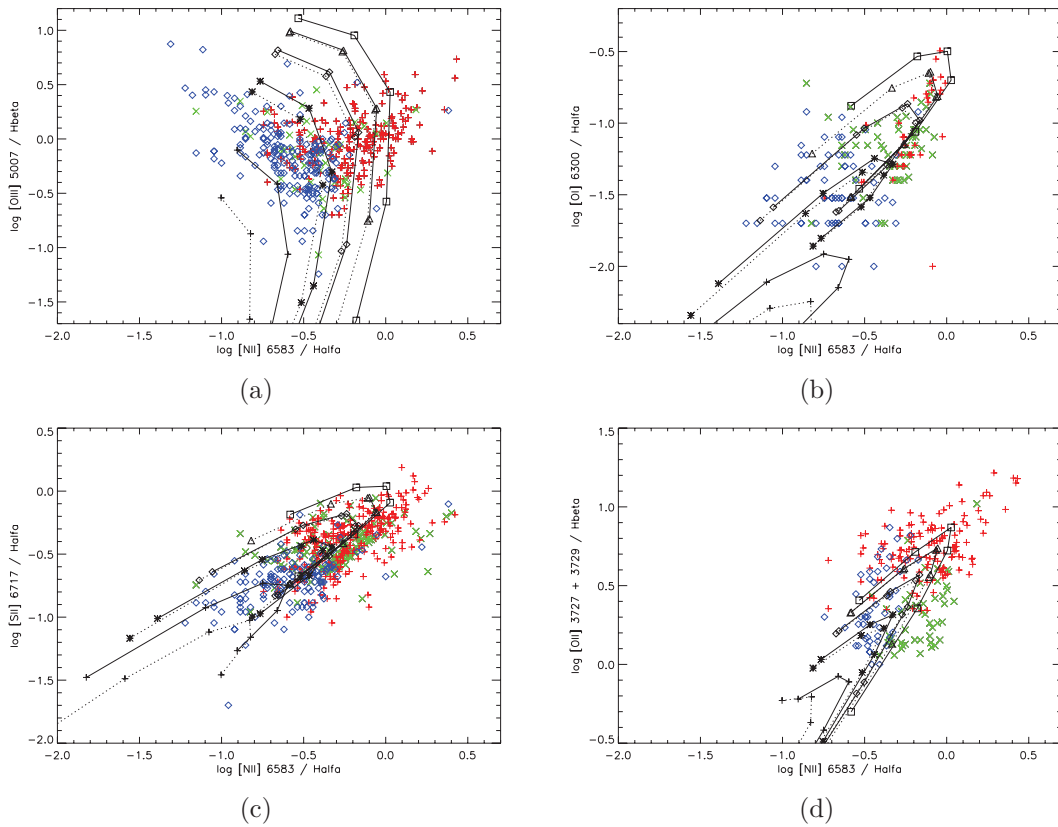 log [OIII] 5007 / Hbeta
1.0
0.5
0.0
−0.5
−1.0
−1.5
−2.0 −1.5 −1.0 −0.5 0.0 0.5
log [NII] 6583 / Halfa
(a)
log [OI] 6300 / Halfa
−0.5
−1.0
−1.5
−2.0
−2.0 −1.5 −1.0 −0.5 0.0 0.5
log [NII] 6583 / Halfa
(b)
log [SII] 6717 / Halfa
0.5
0.0
−0.5
−1.0
−1.5
−2.0
−2.0 −1.5 −1.0 −0.5 0.0 0.5
log [NII] 6583 / Halfa
(c)
log [OII] 3727 + 3729 / Hbeta
1.5
1.0
0.5
0.0
−0.5
−2.0 −1.5 −1.0 −0.5 0.0 0.5
log [NII] 6583 / Halfa
(d)